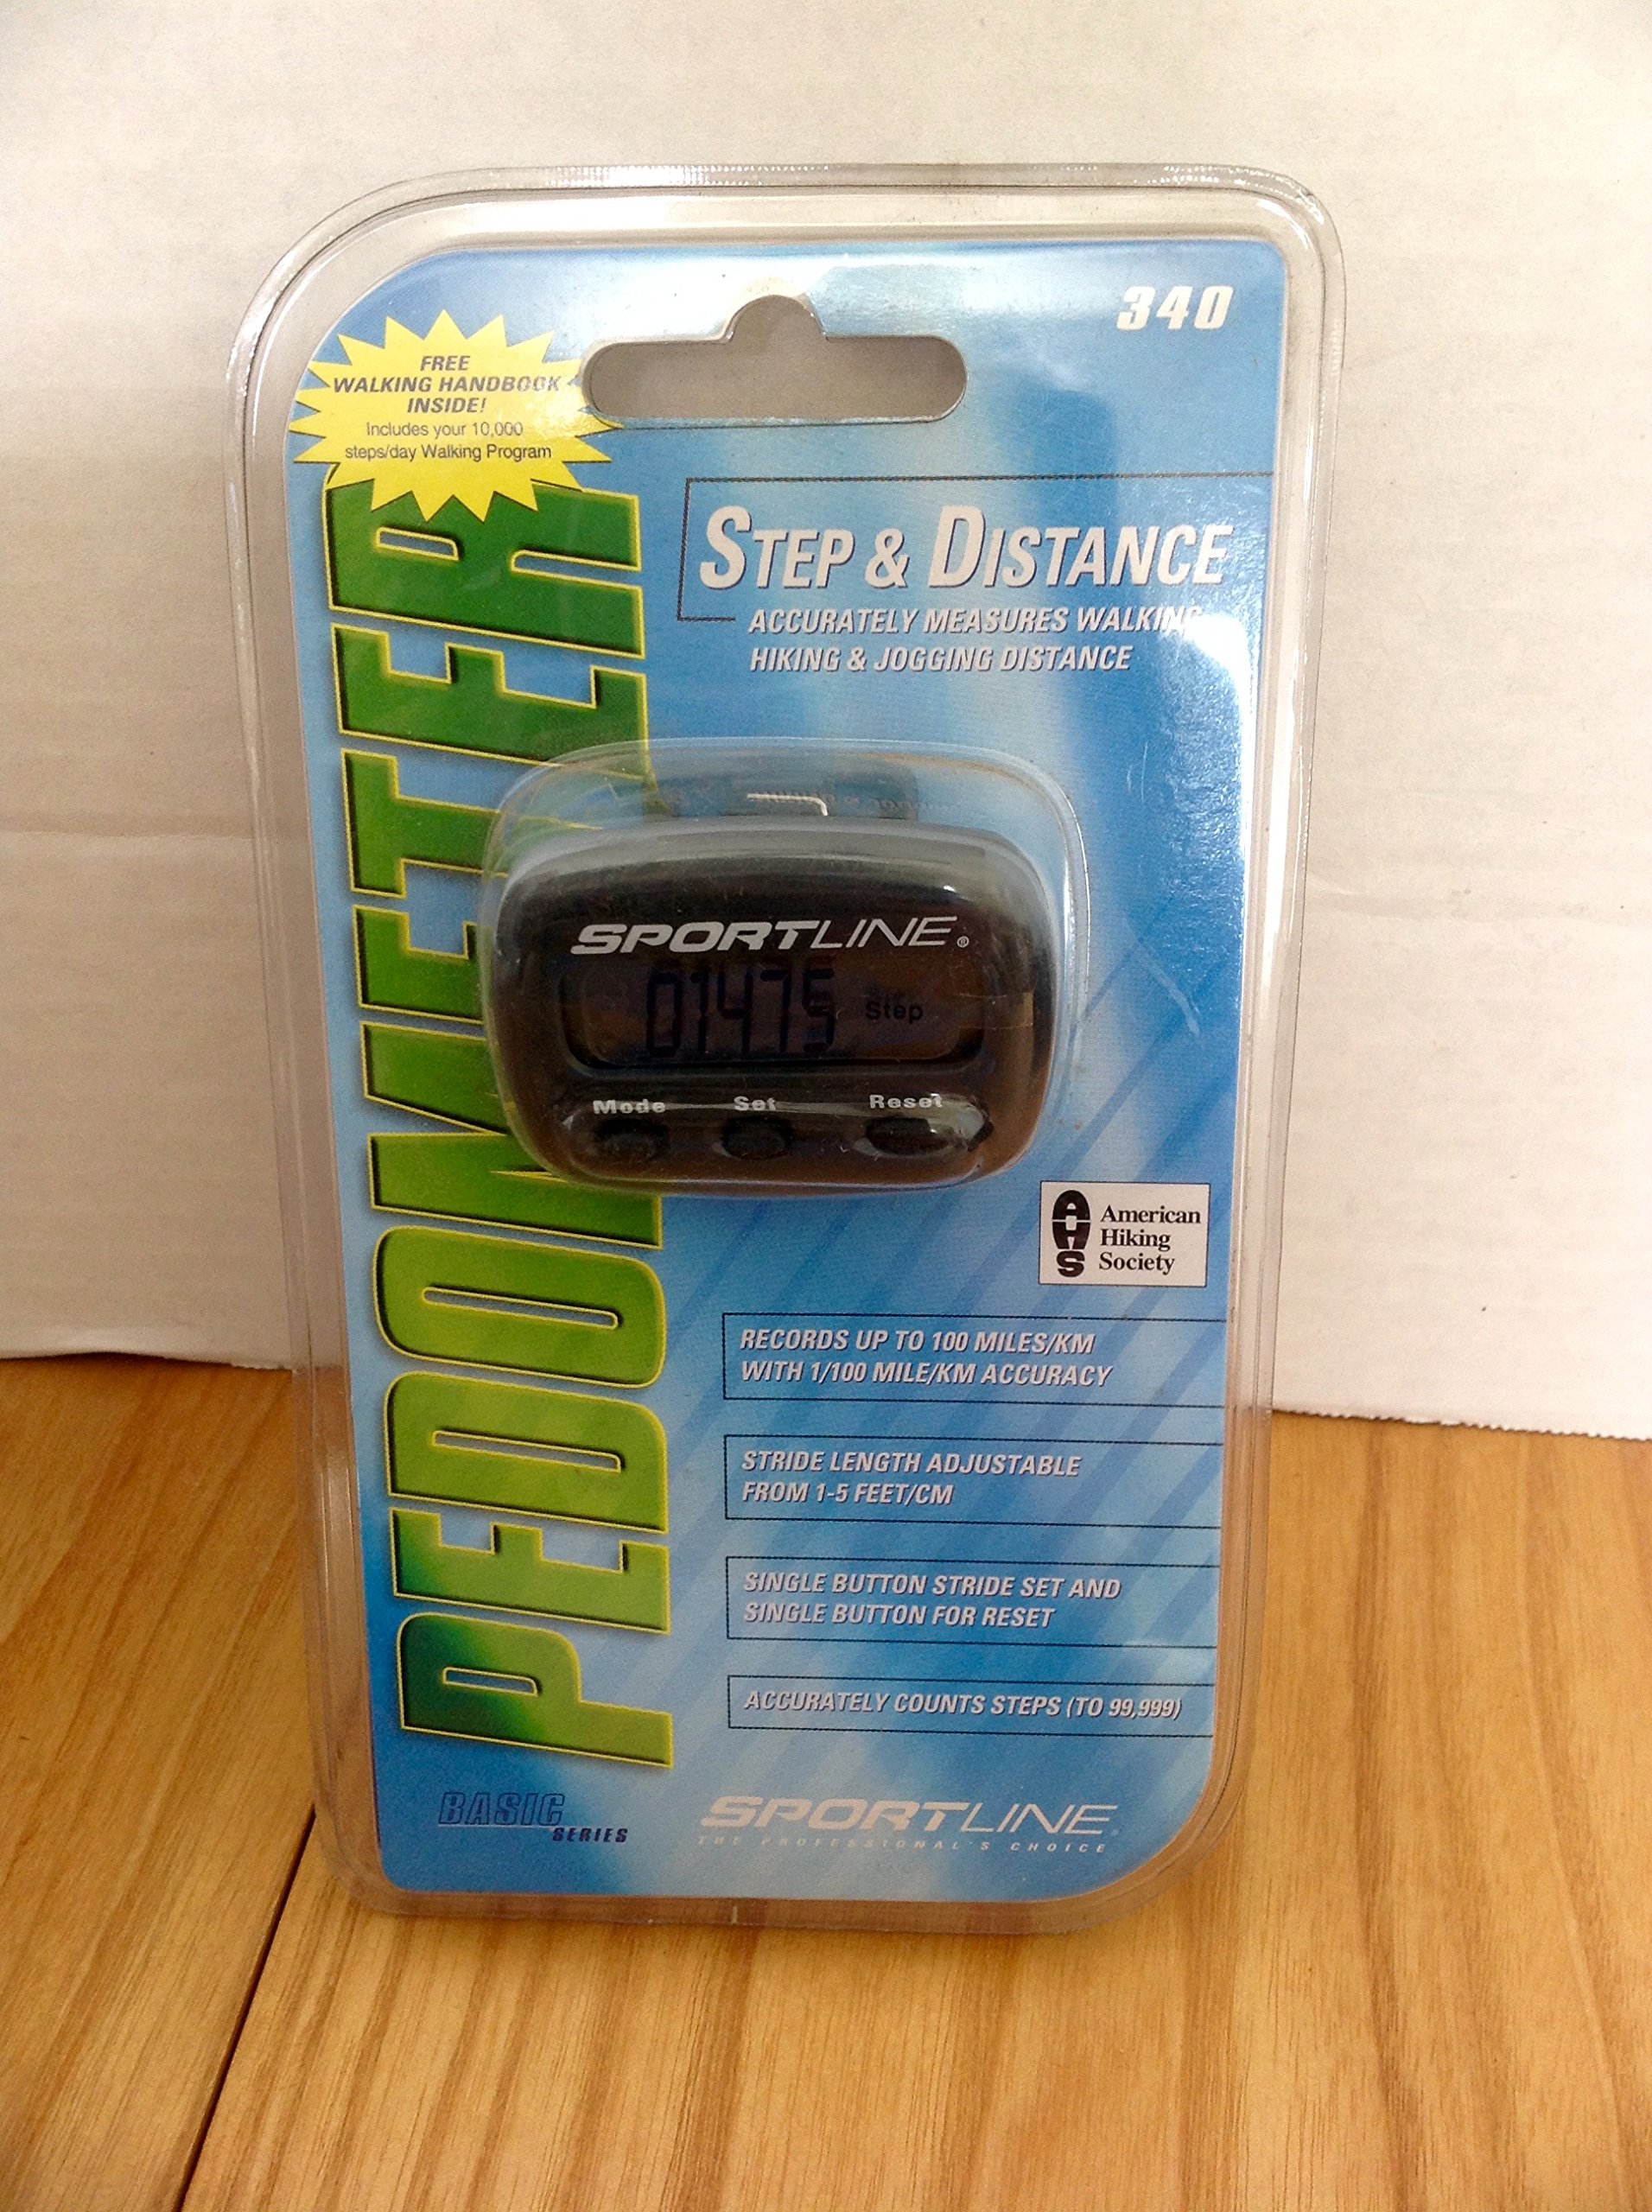 340
FREE
WALKING HANDBOOK
INSIDE!
Includes your 10,000
steps/day Walking Program
PEDOMETER
STEP & DISTANCE
ACCURATELY MEASURES WALKING
HIKING & JOGGING DISTANCE
SPORTLINE®
01475 Step
Mode Set Reset
AHS
American
Hiking
Society
RECORDS UP TO 100 MILES/KM
WITH 1/100 MILE/KM ACCURACY
STRIDE LENGTH ADJUSTABLE
FROM 1-5 FEET/CM
SINGLE BUTTON STRIDE SET AND
SINGLE BUTTON FOR RESET
ACCURATELY COUNTS STEPS (TO 99,999)
BASIC
SERIES
SPORTLINE
THE PROFESSIONAL'S CHOICE